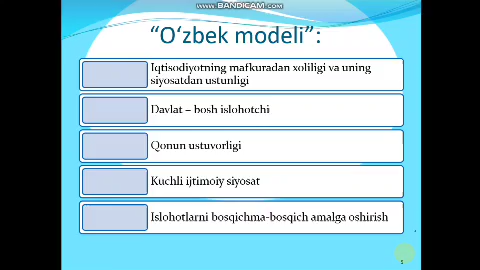 www.BANDICAM.com
“O‘zbek modeli”:
Iqtisodiyotning mafkuradan xoliligi va uning
siyosatdan ustunligi
Davlat – bosh islohotchi
Qonun ustuvorligi
Kuchli ijtimoiy siyosat
Islohotlarni bosqichma-bosqich amalga oshirish